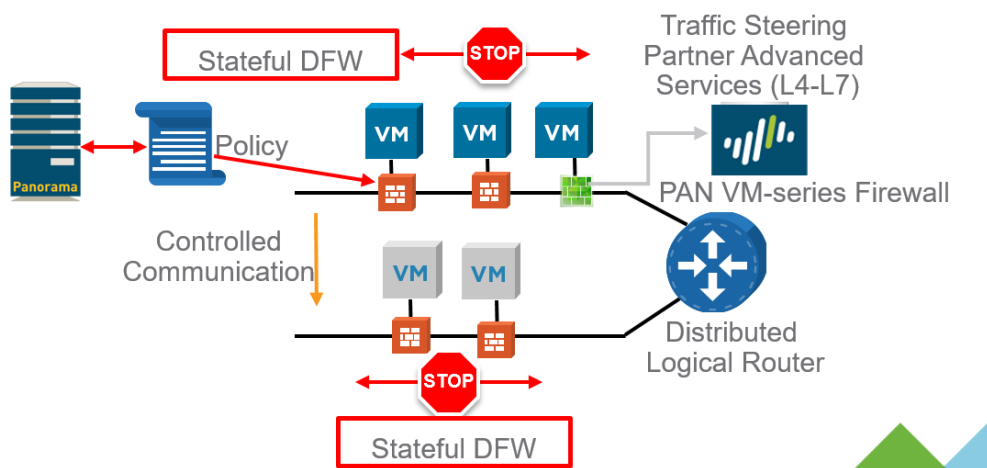 Stateful DFW
STOP
Traffic Steering
Partner Advanced
Services (L4-L7)
Panorama
Policy
VM
VM
VM
PAN VM-series Firewall
Controlled
Communication
VM
VM
Distributed
Logical Router
STOP
Stateful DFW